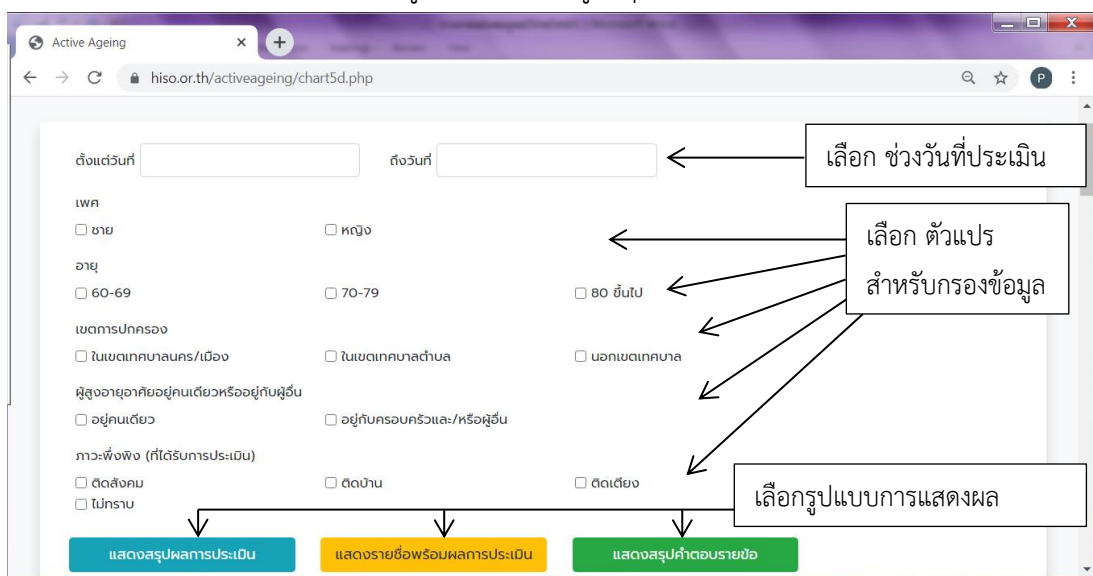 Active Ageing
hiso.or.th/activeageing/chart5d.php
P
ตั้งแต่วันที่ ถึงวันที่
เลือก ช่วงวันที่ประเมิน
เพศ
ชาย หญิง
เลือก ตัวแปร
สำหรับกรองข้อมูล
อายุ
60-69 70-79 80 ขึ้นไป
เขตการปกครอง
ในเขตเทศบาลนคร/เมือง ในเขตเทศบาลตำบล นอกเขตเทศบาล
ผู้สูงอายุอาศัยอยู่คนเดียวหรืออยู่กับผู้อื่น
อยู่คนเดียว อยู่กับครอบครัวและ/หรือผู้อื่น
ภาวะพึ่งพิง (ที่ได้รับการประเมิน)
ติดสังคม ติดบ้าน ติดเตียง
ไม่ทราบ
เลือกรูปแบบการแสดงผล
แสดงสรุปผลการประเมิน แสดงรายชื่อพร้อมผลการประเมิน แสดงสรุปคำตอบรายข้อ